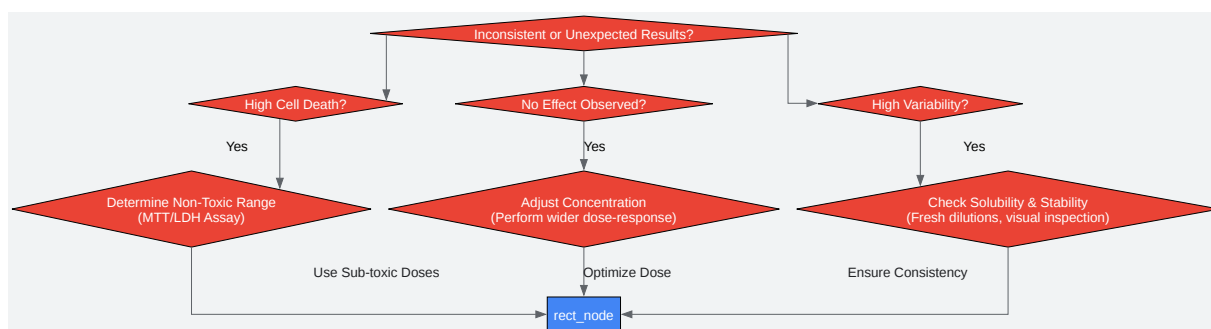 Inconsistent or Unexpected Results?
High Cell Death?
No Effect Observed?
High Variability?
Yes
Yes
Yes
Determine Non-Toxic Range
(MTT/LDH Assay)
Adjust Concentration
(Perform wider dose-response)
Check Solubility & Stability
(Fresh dilutions, visual inspection)
Use Sub-toxic Doses
Optimize Dose
Ensure Consistency
rect_node